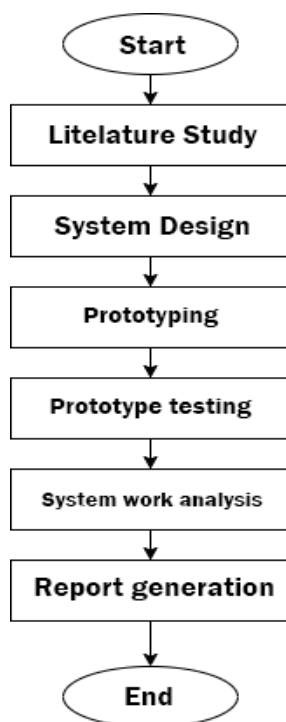 Start
Litelature Study
System Design
Prototyping
Prototype testing
System work analysis
Report generation
End